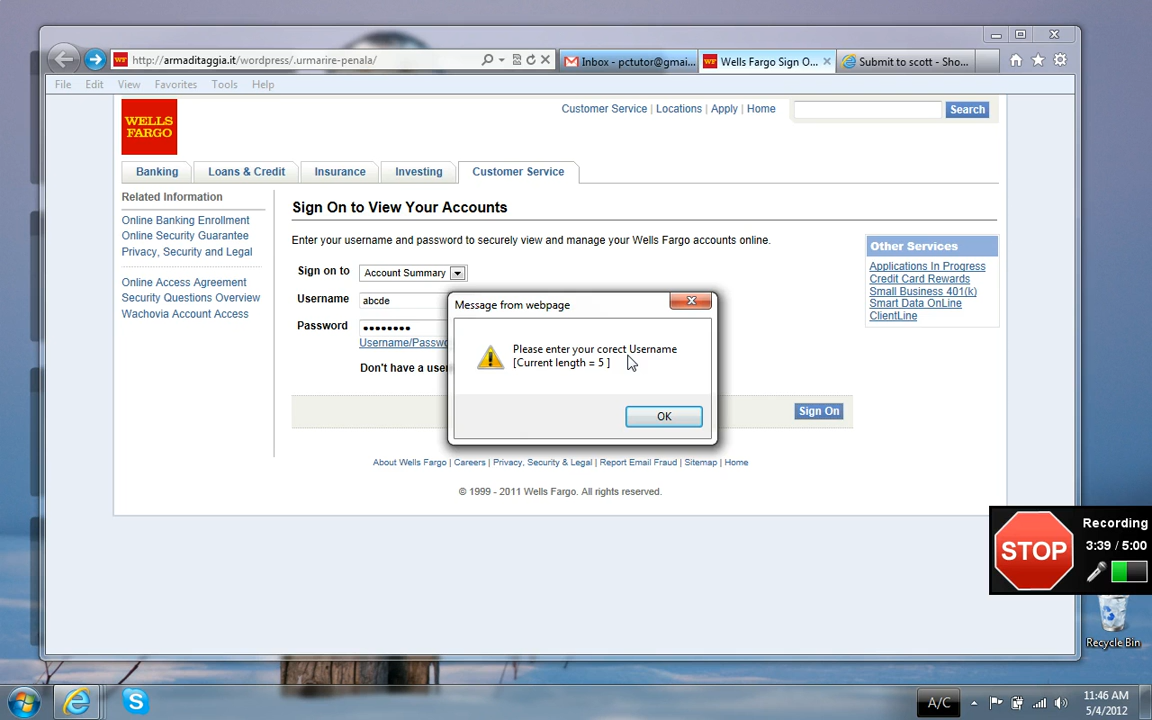 http://armaditaggia.it/wordpress/.urmarire-penala/
Inbox - pctutor@gmai...
Wells Fargo Sign O...
Submit to scott - Sho...
File Edit View Favorites Tools Help
WELLS
FARGO
Customer Service | Locations | Apply | Home
Search
Banking
Loans & Credit
Insurance
Investing
Customer Service
Related Information
Online Banking Enrollment
Online Security Guarantee
Privacy, Security and Legal
Online Access Agreement
Security Questions Overview
Wachovia Account Access
Sign On to View Your Accounts
Enter your username and password to securely view and manage your Wells Fargo accounts online.
Sign on to Account Summary
Username abcde
Password ••••••••
Username/Passwo
Don't have a user
Sign On
Message from webpage
Please enter your corect Username
[Current length = 5 ]
OK
Other Services
Applications In Progress
Credit Card Rewards
Small Business 401(k)
Smart Data OnLine
ClientLine
About Wells Fargo | Careers | Privacy, Security & Legal | Report Email Fraud | Sitemap | Home
© 1999 - 2011 Wells Fargo. All rights reserved.
STOP
Recording
3:39 / 5:00
Recycle Bin
A/C
11:46 AM
5/4/2012